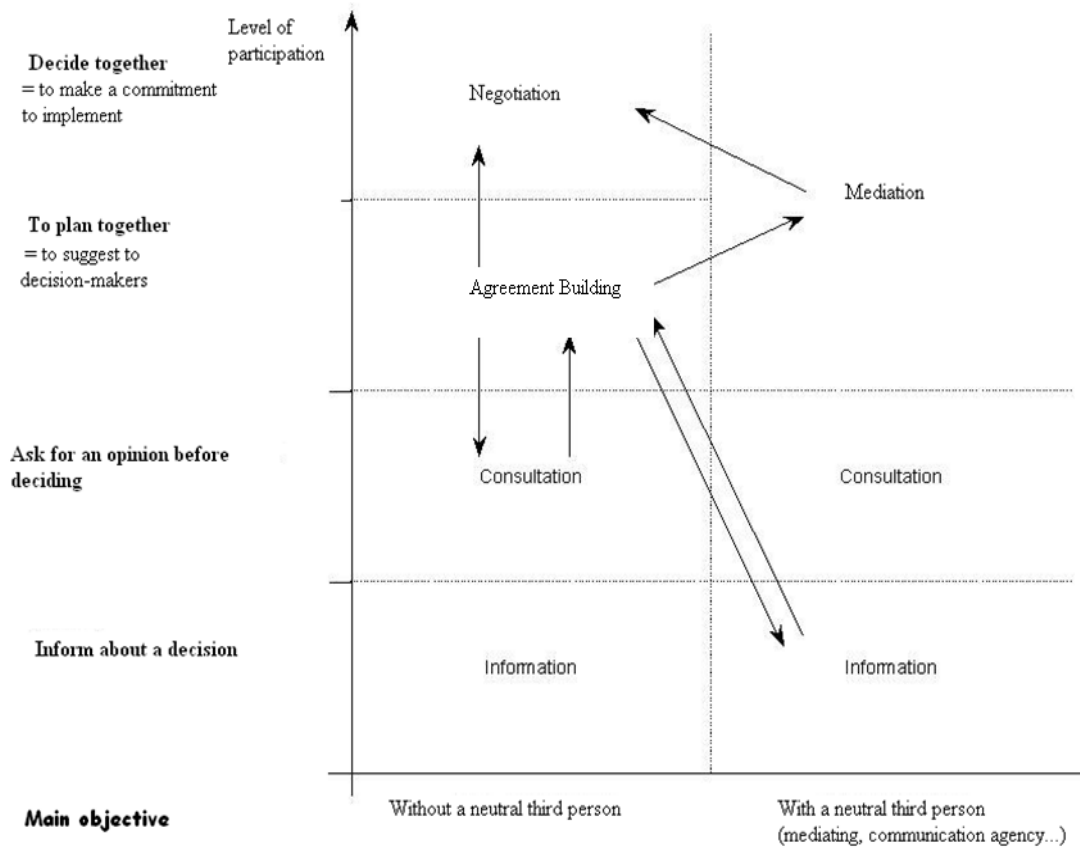 Level of
participation
Decide together
= to make a commitment
to implement
Negotiation
Mediation
To plan together
= to suggest to
decision-makers
Agreement Building
Ask for an opinion before
deciding
Consultation
Consultation
Inform about a decision
Information
Information
Main objective
Without a neutral third person
With a neutral third person
(mediating, communication agency...)